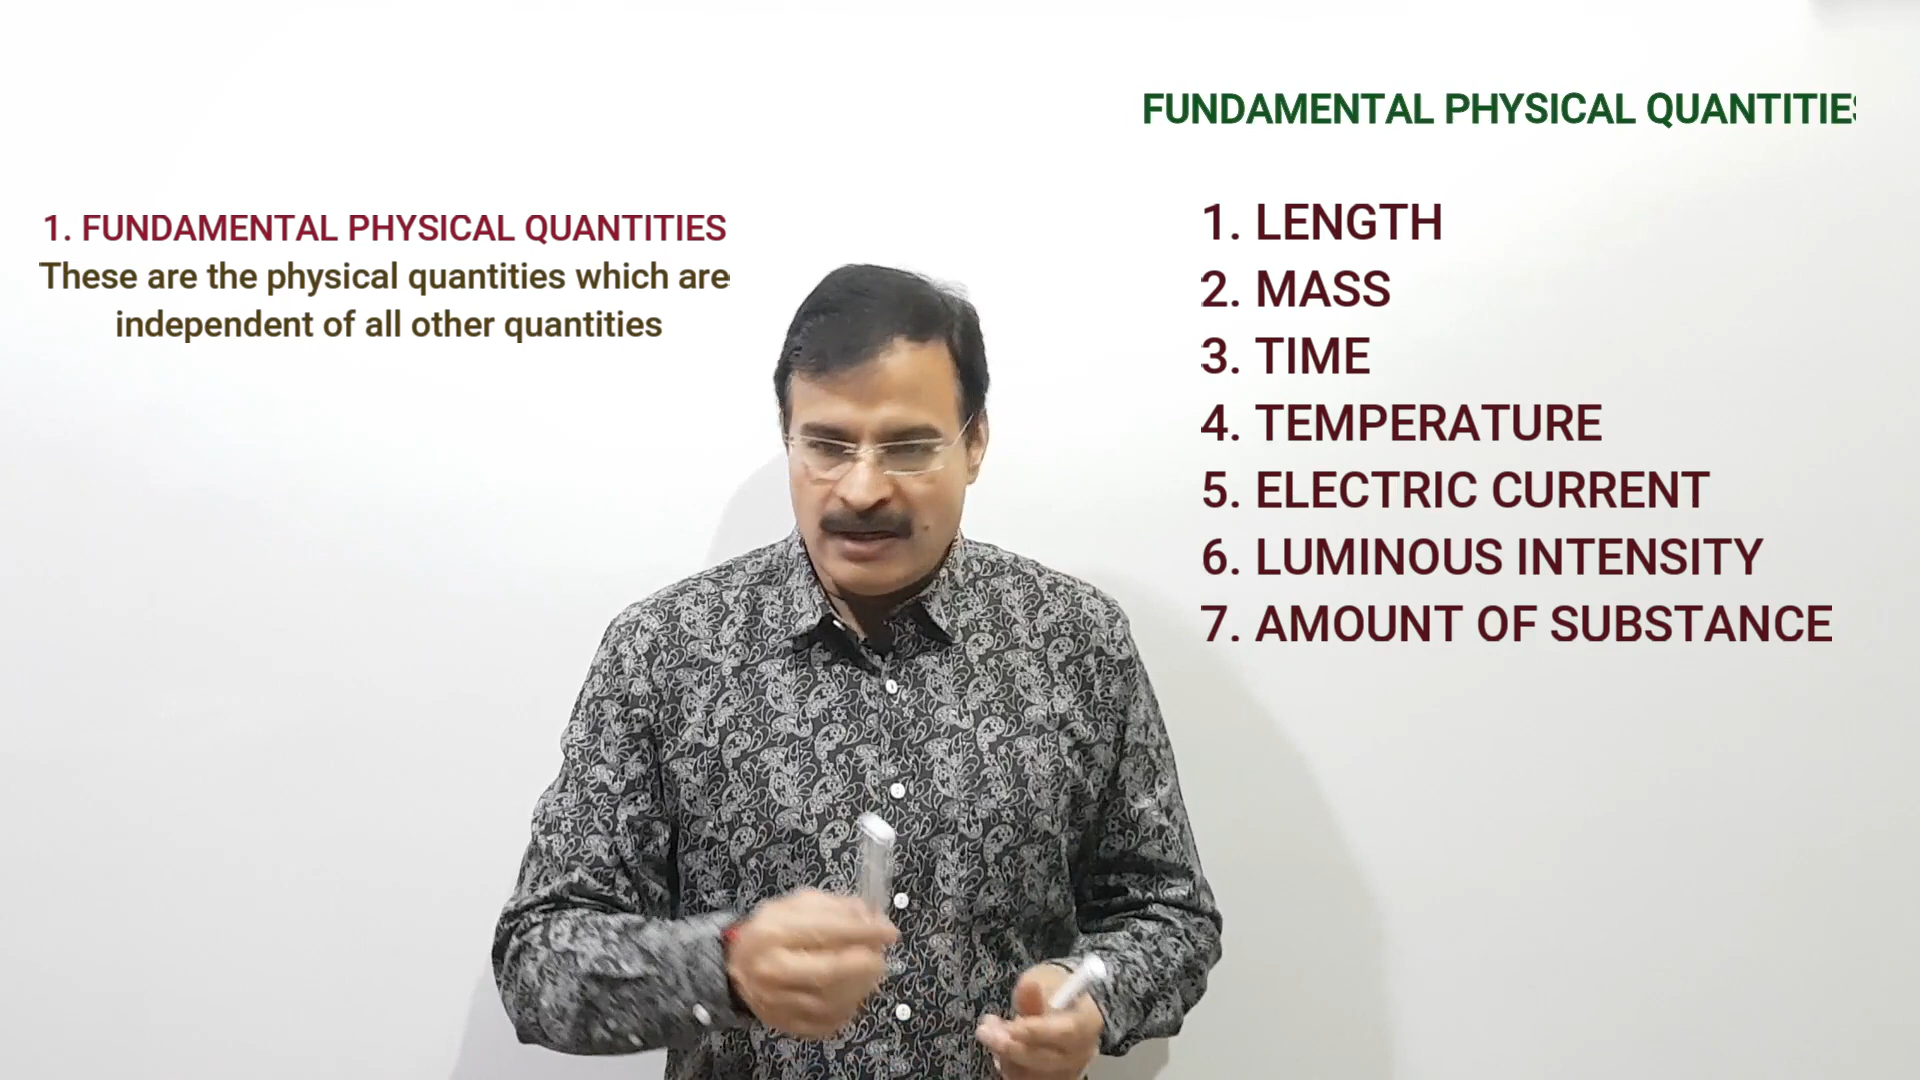 1. FUNDAMENTAL PHYSICAL QUANTITIES
These are the physical quantities which are
independent of all other quantities
FUNDAMENTAL PHYSICAL QUANTITIES
1. LENGTH
2. MASS
3. TIME
4. TEMPERATURE
5. ELECTRIC CURRENT
6. LUMINOUS INTENSITY
7. AMOUNT OF SUBSTANCE